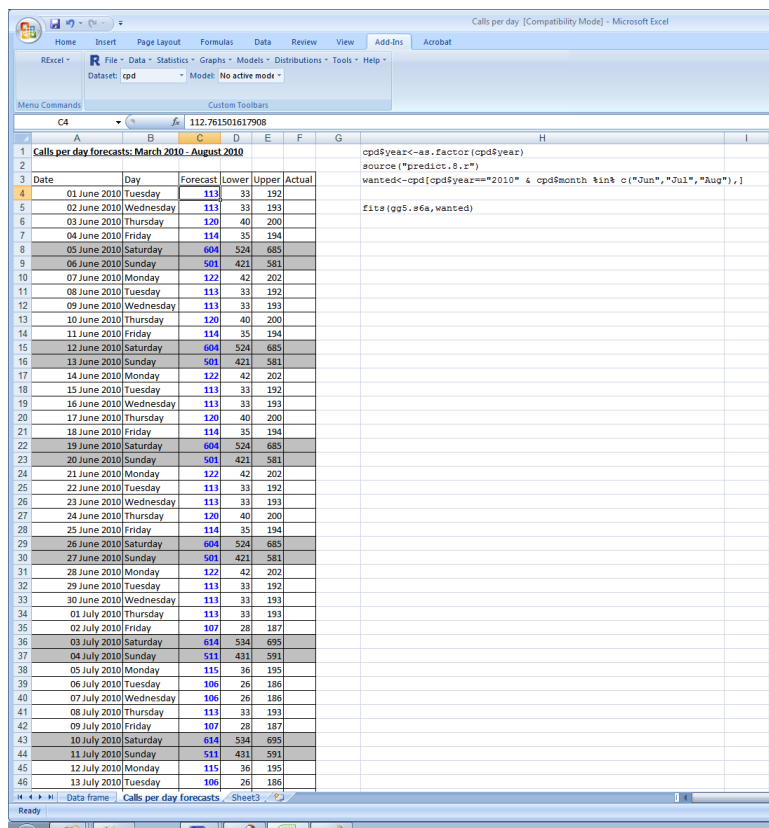 Calls per day [Compatibility Mode] - Microsoft Excel
Home Insert Page Layout Formulas Data Review View Add-Ins Acrobat
RExcel R File Data Statistics Graphs Models Distributions Tools Help
Dataset: cpd Model: No active mode
Menu Commands Custom Toolbars
C4 fx 112.761501617908
A B C D E F G H I
1 Calls per day forecasts: March 2010 - August 2010 cpd$year<-as.factor(cpd$year)
2 source("predict.8.r")
3 Date Day Forecast Lower Upper Actual wanted<-cpd[cpd$year=="2010" & cpd$month %in% c("Jun","Jul","Aug"),]
4 01 June 2010 Tuesday 113 33 192
5 02 June 2010 Wednesday 113 33 193 fits(gg5.s6a,wanted)
6 03 June 2010 Thursday 120 40 200
7 04 June 2010 Friday 114 35 194
8 05 June 2010 Saturday 604 524 685
9 06 June 2010 Sunday 501 421 581
10 07 June 2010 Monday 122 42 202
11 08 June 2010 Tuesday 113 33 192
12 09 June 2010 Wednesday 113 33 193
13 10 June 2010 Thursday 120 40 200
14 11 June 2010 Friday 114 35 194
15 12 June 2010 Saturday 604 524 685
16 13 June 2010 Sunday 501 421 581
17 14 June 2010 Monday 122 42 202
18 15 June 2010 Tuesday 113 33 192
19 16 June 2010 Wednesday 113 33 193
20 17 June 2010 Thursday 120 40 200
21 18 June 2010 Friday 114 35 194
22 19 June 2010 Saturday 604 524 685
23 20 June 2010 Sunday 501 421 581
24 21 June 2010 Monday 122 42 202
25 22 June 2010 Tuesday 113 33 192
26 23 June 2010 Wednesday 113 33 193
27 24 June 2010 Thursday 120 40 200
28 25 June 2010 Friday 114 35 194
29 26 June 2010 Saturday 604 524 685
30 27 June 2010 Sunday 501 421 581
31 28 June 2010 Monday 122 42 202
32 29 June 2010 Tuesday 113 33 192
33 30 June 2010 Wednesday 113 33 193
34 01 July 2010 Thursday 113 33 193
35 02 July 2010 Friday 107 28 187
36 03 July 2010 Saturday 614 534 695
37 04 July 2010 Sunday 511 431 591
38 05 July 2010 Monday 115 36 195
39 06 July 2010 Tuesday 106 26 186
40 07 July 2010 Wednesday 106 26 186
41 08 July 2010 Thursday 113 33 193
42 09 July 2010 Friday 107 28 187
43 10 July 2010 Saturday 614 534 695
44 11 July 2010 Sunday 511 431 591
45 12 July 2010 Monday 115 36 195
46 13 July 2010 Tuesday 106 26 186
Data frame Calls per day forecasts Sheet3
Ready